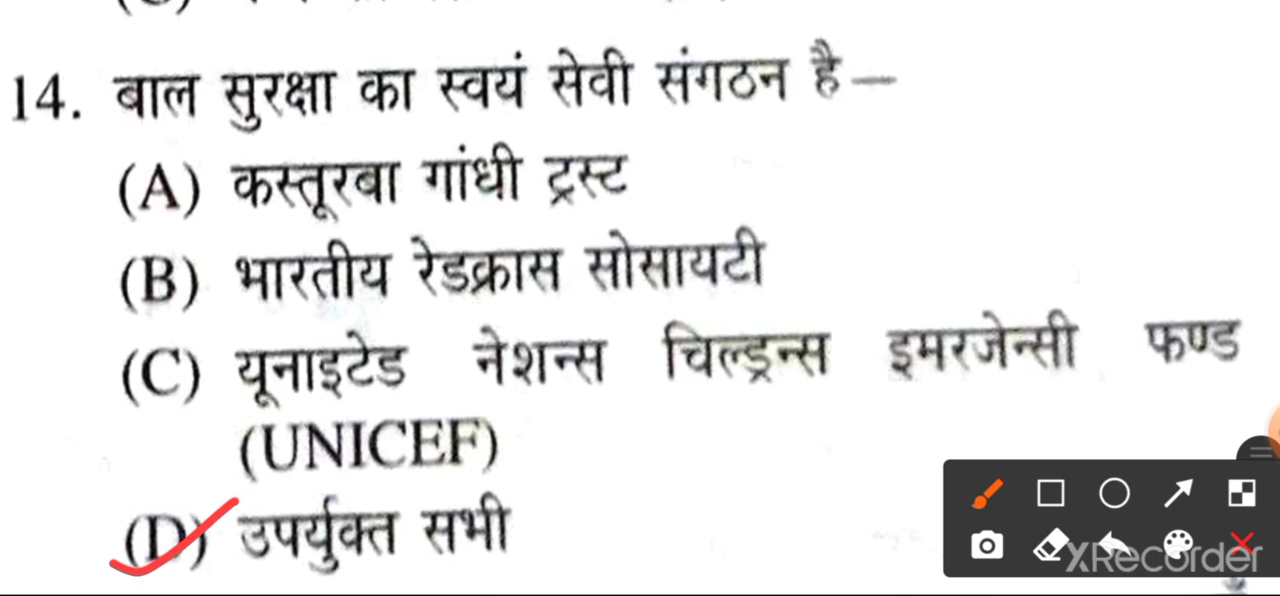 14. बाल सुरक्षा का स्वयं सेवी संगठन है—
(A) कस्तूरबा गांधी ट्रस्ट
(B) भारतीय रेडक्रास सोसायटी
(C) यूनाइटेड नेशन्स चिल्ड्रन्स इमरजेन्सी फण्ड
(UNICEF)
(D) उपर्युक्त सभी
XRecorder